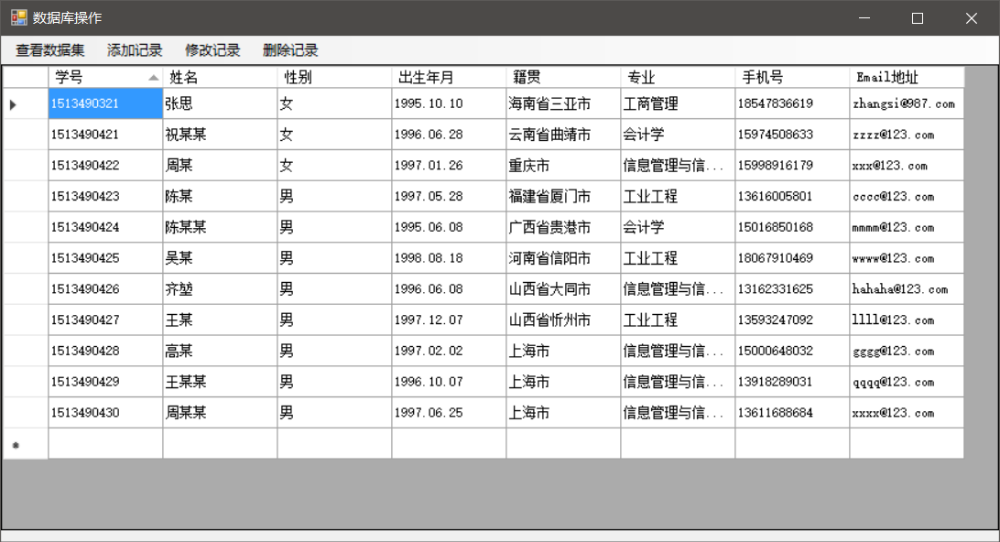 数据库操作
查看数据集 添加记录 修改记录 删除记录
学号 姓名 性别 出生年月 籍贯 专业 手机号 Email地址
1513490321 张思 女 1995.10.10 海南省三亚市 工商管理 18547836619 zhangsi@987.com
1513490421 祝某某 女 1996.06.28 云南省曲靖市 会计学 15974508633 zzzz@123.com
1513490422 周某 女 1997.01.26 重庆市 信息管理与信... 15998916179 xxx@123.com
1513490423 陈某 男 1997.05.28 福建省厦门市 工业工程 13616005801 cccc@123.com
1513490424 陈某某 男 1995.06.08 广西省贵港市 会计学 15016850168 mmmm@123.com
1513490425 吴某 男 1998.08.18 河南省信阳市 工业工程 18067910469 wwww@123.com
1513490426 齐堃 男 1996.06.08 山西省大同市 信息管理与信... 13162331625 hahaha@123.com
1513490427 王某 男 1997.12.07 山西省忻州市 工业工程 13593247092 llll@123.com
1513490428 高某 男 1997.02.02 上海市 信息管理与信... 15000648032 gggg@123.com
1513490429 王某某 男 1996.10.07 上海市 信息管理与信... 13918289031 qqqq@123.com
1513490430 周某某 男 1997.06.25 上海市 信息管理与信... 13611688684 xxxx@123.com